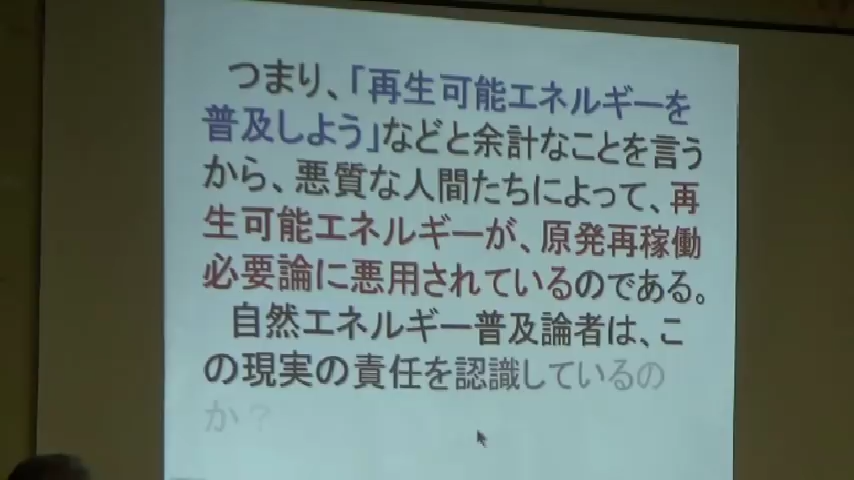 つまり、「再生可能エネルギーを
普及しよう」などと余計なことを言う
から、悪質な人間たちによって、再
生可能エネルギーが、原発再稼働
必要論に悪用されているのである。
自然エネルギー普及論者は、こ
の現実の責任を認識しているの
か？